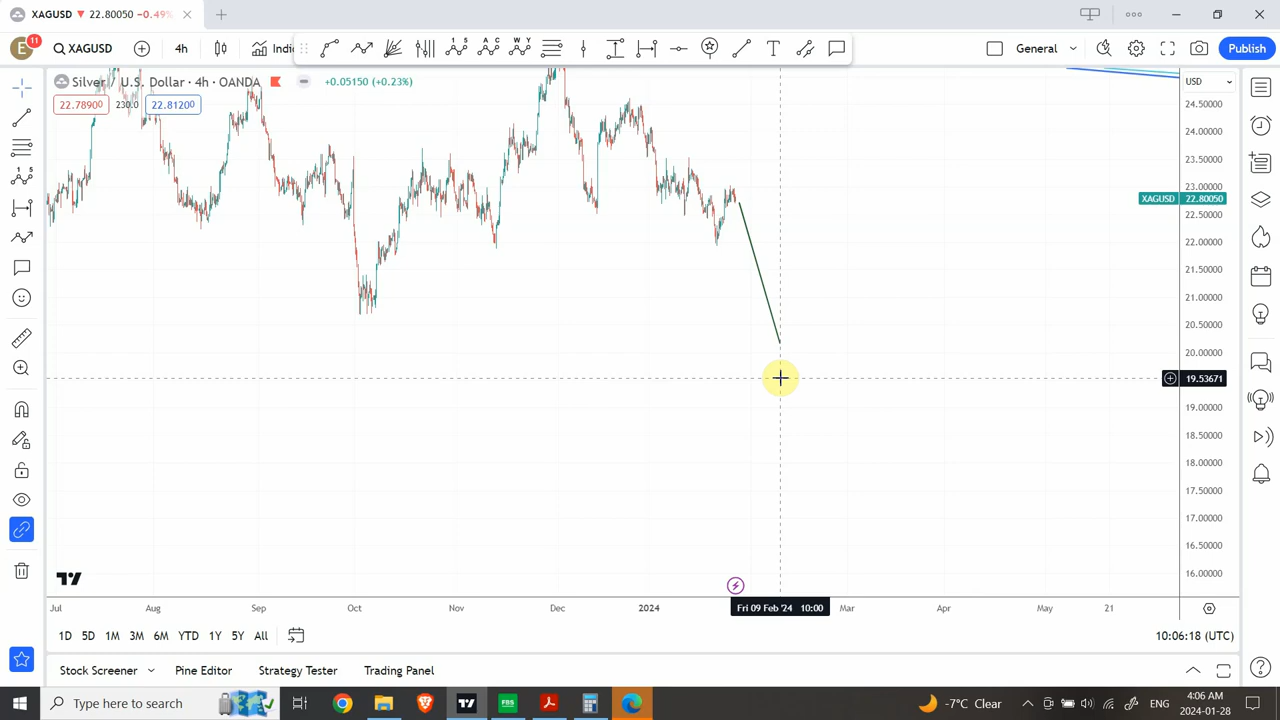 XAGUSD ▼ 22.80050 −0.49%
E 11 XAGUSD 4h Indi General Publish
Silver / U.S. Dollar · 4h · OANDA +0.05150 (+0.23%) USD
22.78900 230.0 22.81200
24.50000
24.00000
23.50000
23.00000
XAGUSD 22.80050
22.50000
22.00000
21.50000
21.00000
20.50000
20.00000
19.53671
19.00000
18.50000
18.00000
17.50000
17.00000
16.50000
16.00000
Jul Aug Sep Oct Nov Dec 2024 Fri 09 Feb '24 10:00 Mar Apr May 21
1D 5D 1M 3M 6M YTD 1Y 5Y All 10:06:18 (UTC)
Stock Screener Pine Editor Strategy Tester Trading Panel
Type here to search FBS -7°C Clear ENG 4:06 AM
2024-01-28